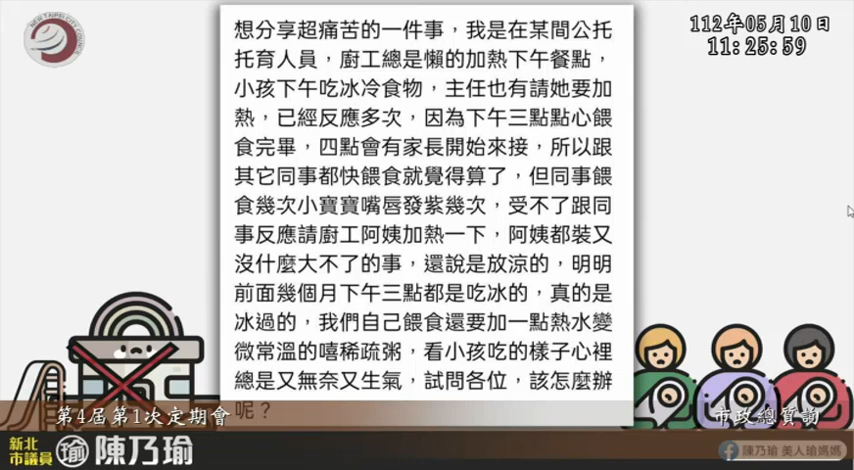 NEW TAIPEI CITY COUNCIL
112年05月10日
11:25:59
想分享超痛苦的一件事，我是在某間公托
托育人員，廚工總是懶的加熱下午餐點，
小孩下午吃冰冷食物，主任也有請她要加
熱，已經反應多次，因為下午三點點心餵
食完畢，四點會有家長開始來接，所以跟
其它同事都快餵食就覺得算了，但同事餵
食幾次小寶寶嘴唇發紫幾次，受不了跟同
事反應請廚工阿姨加熱一下，阿姨都裝又
沒什麼大不了的事，還說是放涼的，明明
前面幾個月下午三點都是吃冰的，真的是
冰過的，我們自己餵食還要加一點熱水變
微常溫的嘻稀疏粥，看小孩吃的樣子心裡
總是又無奈又生氣，試問各位，該怎麼辦
呢？
第4屆第1次定期會
市政總質詢
新北
市議員
瑜 陳乃瑜
陳乃瑜 美人瑜媽媽